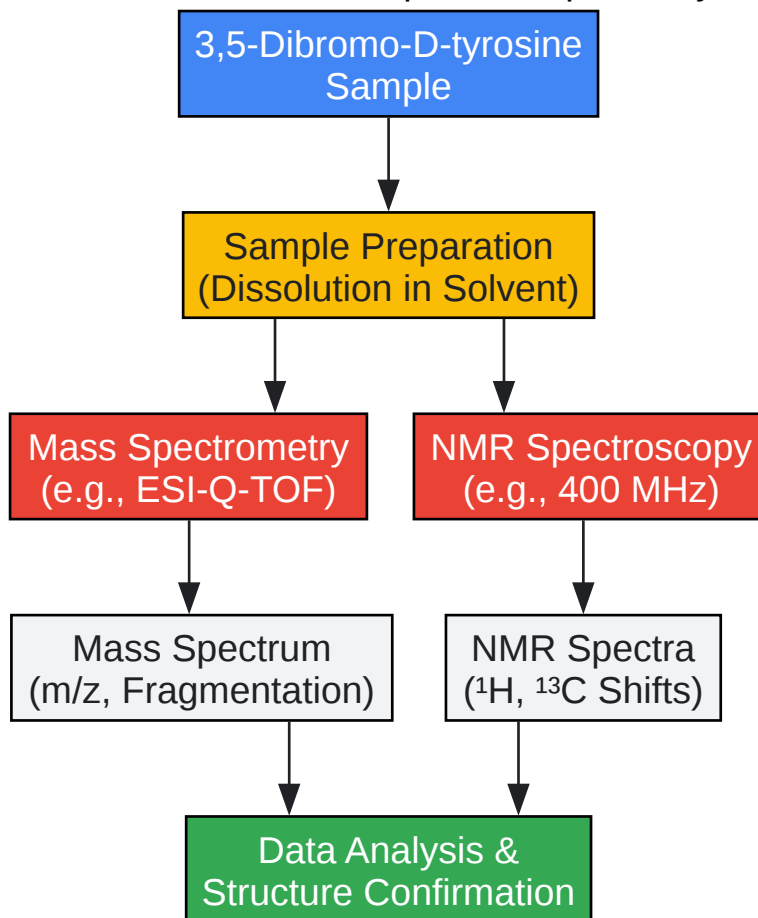 3,5-Dibromo-D-tyrosine
Sample
Sample Preparation
(Dissolution in Solvent)
Mass Spectrometry
(e.g., ESI-Q-TOF)
NMR Spectroscopy
(e.g., 400 MHz)
Mass Spectrum
(m/z, Fragmentation)
NMR Spectra
(¹H, ¹³C Shifts)
Data Analysis &
Structure Confirmation